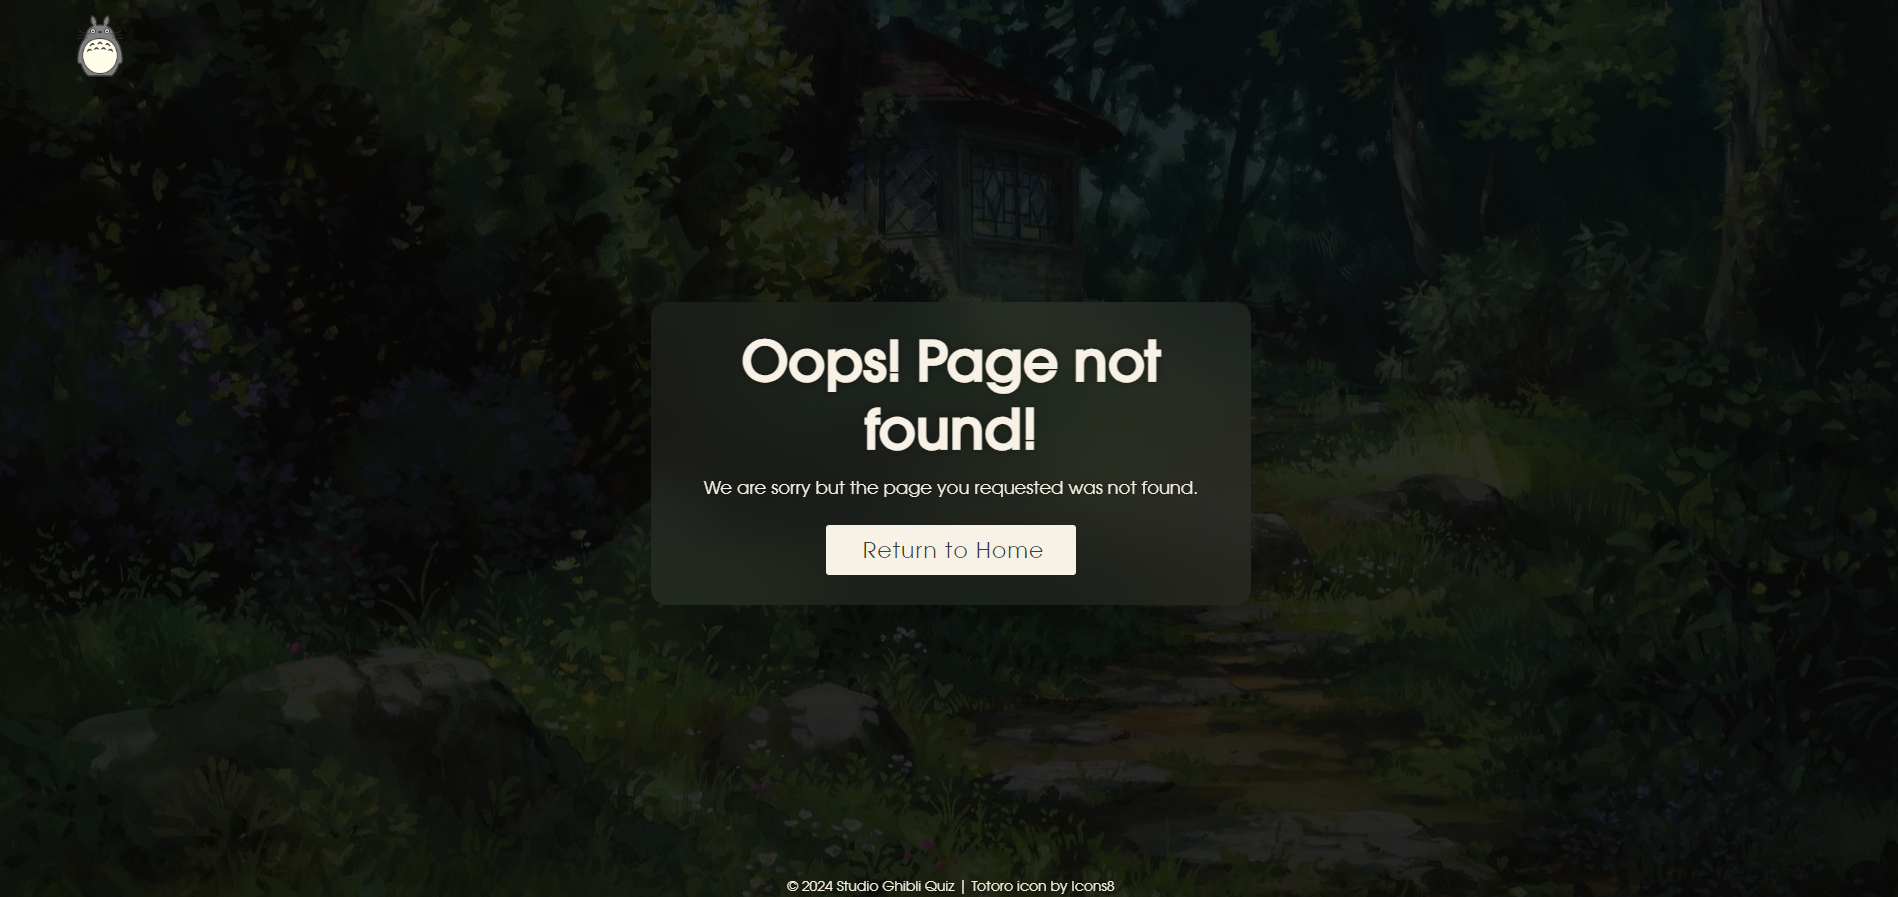 Oops! Page not
found!
We are sorry but the page you requested was not found.
Return to Home
© 2024 Studio Ghibli Quiz | Totoro icon by Icons8